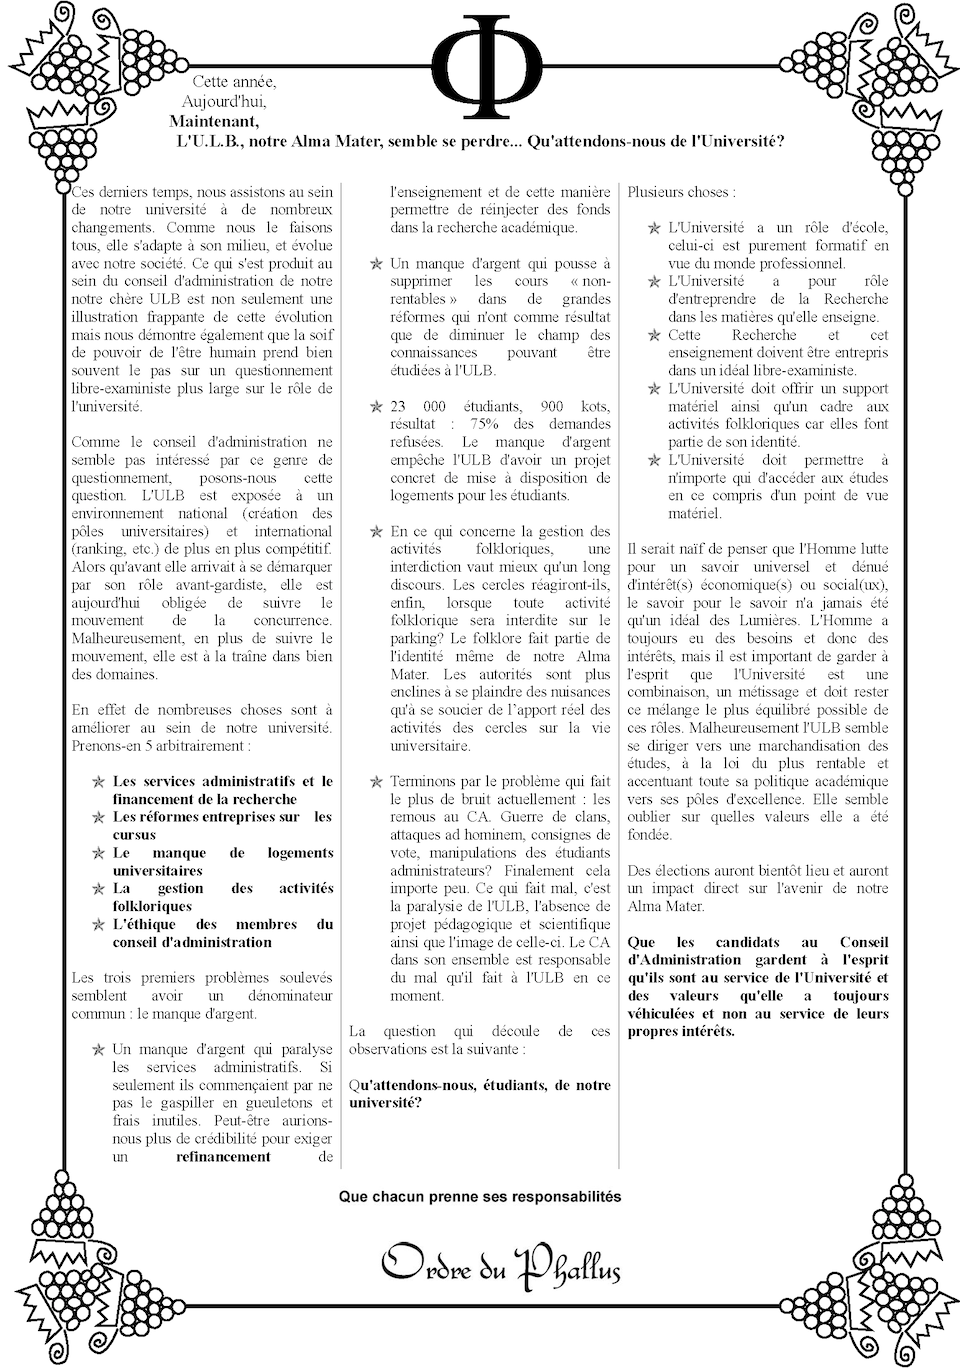 Φ
Cette année,
Aujourd'hui,
Maintenant,
L'U.L.B., notre Alma Mater, semble se perdre... Qu'attendons-nous de l'Université?
Ces derniers temps, nous assistons au sein
de notre université à de nombreux
changements. Comme nous le faisons
tous, elle s'adapte à son milieu, et évolue
avec notre société. Ce qui s'est produit au
sein du conseil d'administration de notre
notre chère ULB est non seulement une
illustration frappante de cette évolution
mais nous démontre également que la soif
de pouvoir de l'être humain prend bien
souvent le pas sur un questionnement
libre-exaministe plus large sur le rôle de
l'université.
Comme le conseil d'administration ne
semble pas intéressé par ce genre de
questionnement, posons-nous cette
question. L'ULB est exposée à un
environnement national (création des
pôles universitaires) et international
(ranking, etc.) de plus en plus compétitif.
Alors qu'avant elle arrivait à se démarquer
par son rôle avant-gardiste, elle est
aujourd'hui obligée de suivre le
mouvement de la concurrence.
Malheureusement, en plus de suivre le
mouvement, elle est à la traîne dans bien
des domaines.
En effet de nombreuses choses sont à
améliorer au sein de notre université.
Prenons-en 5 arbitrairement :
Les services administratifs et le
financement de la recherche
Les réformes entreprises sur les
cursus
Le manque de logements
universitaires
La gestion des activités
folkloriques
L'éthique des membres du
conseil d'administration
Les trois premiers problèmes soulevés
semblent avoir un dénominateur
commun : le manque d'argent.
Un manque d'argent qui paralyse
les services administratifs. Si
seulement ils commençaient par ne
pas le gaspiller en gueuletons et
frais inutiles. Peut-être aurions-
nous plus de crédibilité pour exiger
un refinancement de
l'enseignement et de cette manière
permettre de réinjecter des fonds
dans la recherche académique.
Un manque d'argent qui pousse à
supprimer les cours « non-
rentables » dans de grandes
réformes qui n'ont comme résultat
que de diminuer le champ des
connaissances pouvant être
étudiées à l'ULB.
23 000 étudiants, 900 kots,
résultat : 75% des demandes
refusées. Le manque d'argent
empêche l'ULB d'avoir un projet
concret de mise à disposition de
logements pour les étudiants.
En ce qui concerne la gestion des
activités folkloriques, une
interdiction vaut mieux qu'un long
discours. Les cercles réagiront-ils,
enfin, lorsque toute activité
folklorique sera interdite sur le
parking? Le folklore fait partie de
l'identité même de notre Alma
Mater. Les autorités sont plus
enclines à se plaindre des nuisances
qu'à se soucier de l’apport réel des
activités des cercles sur la vie
universitaire.
Terminons par le problème qui fait
le plus de bruit actuellement : les
remous au CA. Guerre de clans,
attaques ad hominem, consignes de
vote, manipulations des étudiants
administrateurs? Finalement cela
importe peu. Ce qui fait mal, c'est
la paralysie de l'ULB, l'absence de
projet pédagogique et scientifique
ainsi que l'image de celle-ci. Le CA
dans son ensemble est responsable
du mal qu'il fait à l'ULB en ce
moment.
La question qui découle de ces
observations est la suivante :
Qu'attendons-nous, étudiants, de notre
université?
Plusieurs choses :
L'Université a un rôle d'école,
celui-ci est purement formatif en
vue du monde professionnel.
L'Université a pour rôle
d'entreprendre de la Recherche
dans les matières qu'elle enseigne.
Cette Recherche et cet
enseignement doivent être entrepris
dans un idéal libre-exaministe.
L'Université doit offrir un support
matériel ainsi qu'un cadre aux
activités folkloriques car elles font
partie de son identité.
L'Université doit permettre à
n'importe qui d'accéder aux études
en ce compris d'un point de vue
matériel.
Il serait naïf de penser que l'Homme lutte
pour un savoir universel et dénué
d'intérêt(s) économique(s) ou social(ux),
le savoir pour le savoir n'a jamais été
qu'un idéal des Lumières. L'Homme a
toujours eu des besoins et donc des
intérêts, mais il est important de garder à
l'esprit que l'Université est une
combinaison, un métissage et doit rester
ce mélange le plus équilibré possible de
ces rôles. Malheureusement l'ULB semble
se diriger vers une marchandisation des
études, à la loi du plus rentable et
accentuant toute sa politique académique
vers ses pôles d'excellence. Elle semble
oublier sur quelles valeurs elle a été
fondée.
Des élections auront bientôt lieu et auront
un impact direct sur l'avenir de notre
Alma Mater.
Que les candidats au Conseil
d'Administration gardent à l'esprit
qu'ils sont au service de l'Université et
des valeurs qu'elle a toujours
véhiculées et non au service de leurs
propres intérêts.
Que chacun prenne ses responsabilités
Ordre du Phallus